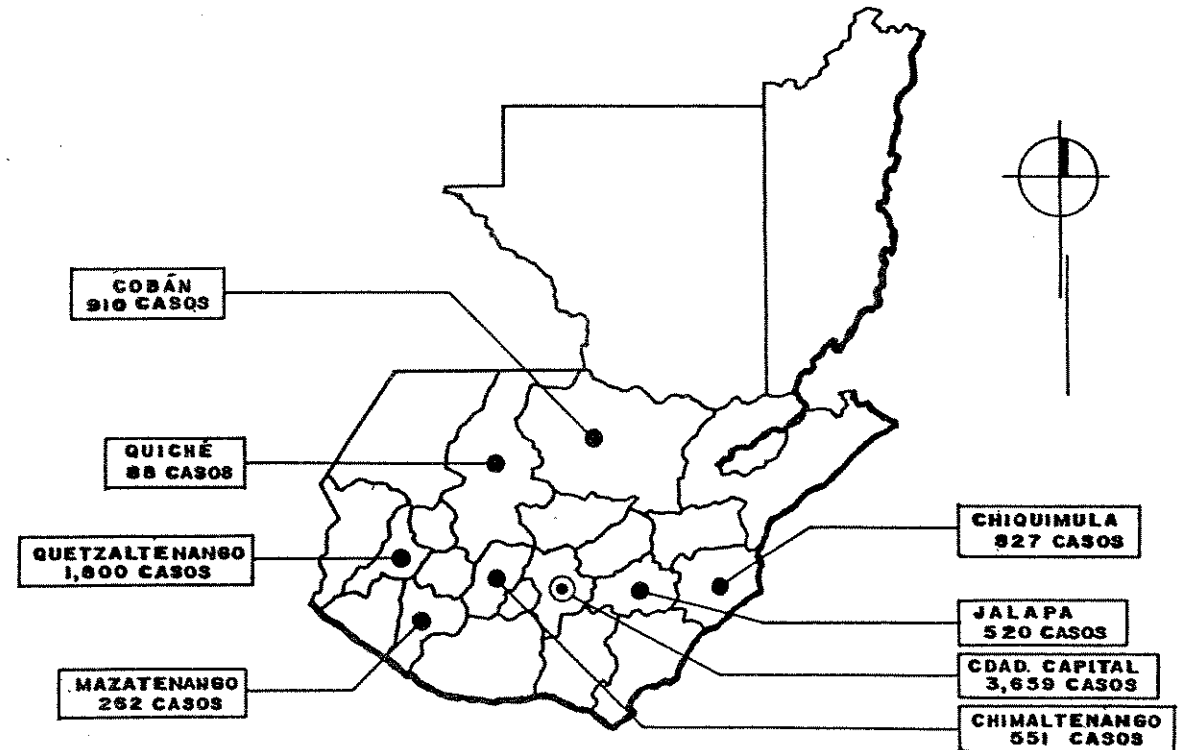 COBÁN
910 CASOS
QUICHÉ
88 CASOS
QUETZALTENANGO
1,800 CASOS
MAZATENANGO
262 CASOS
CHIQUIMULA
827 CASOS
JALAPA
520 CASOS
CDAD. CAPITAL
3,659 CASOS
CHIMALTENANGO
551 CASOS